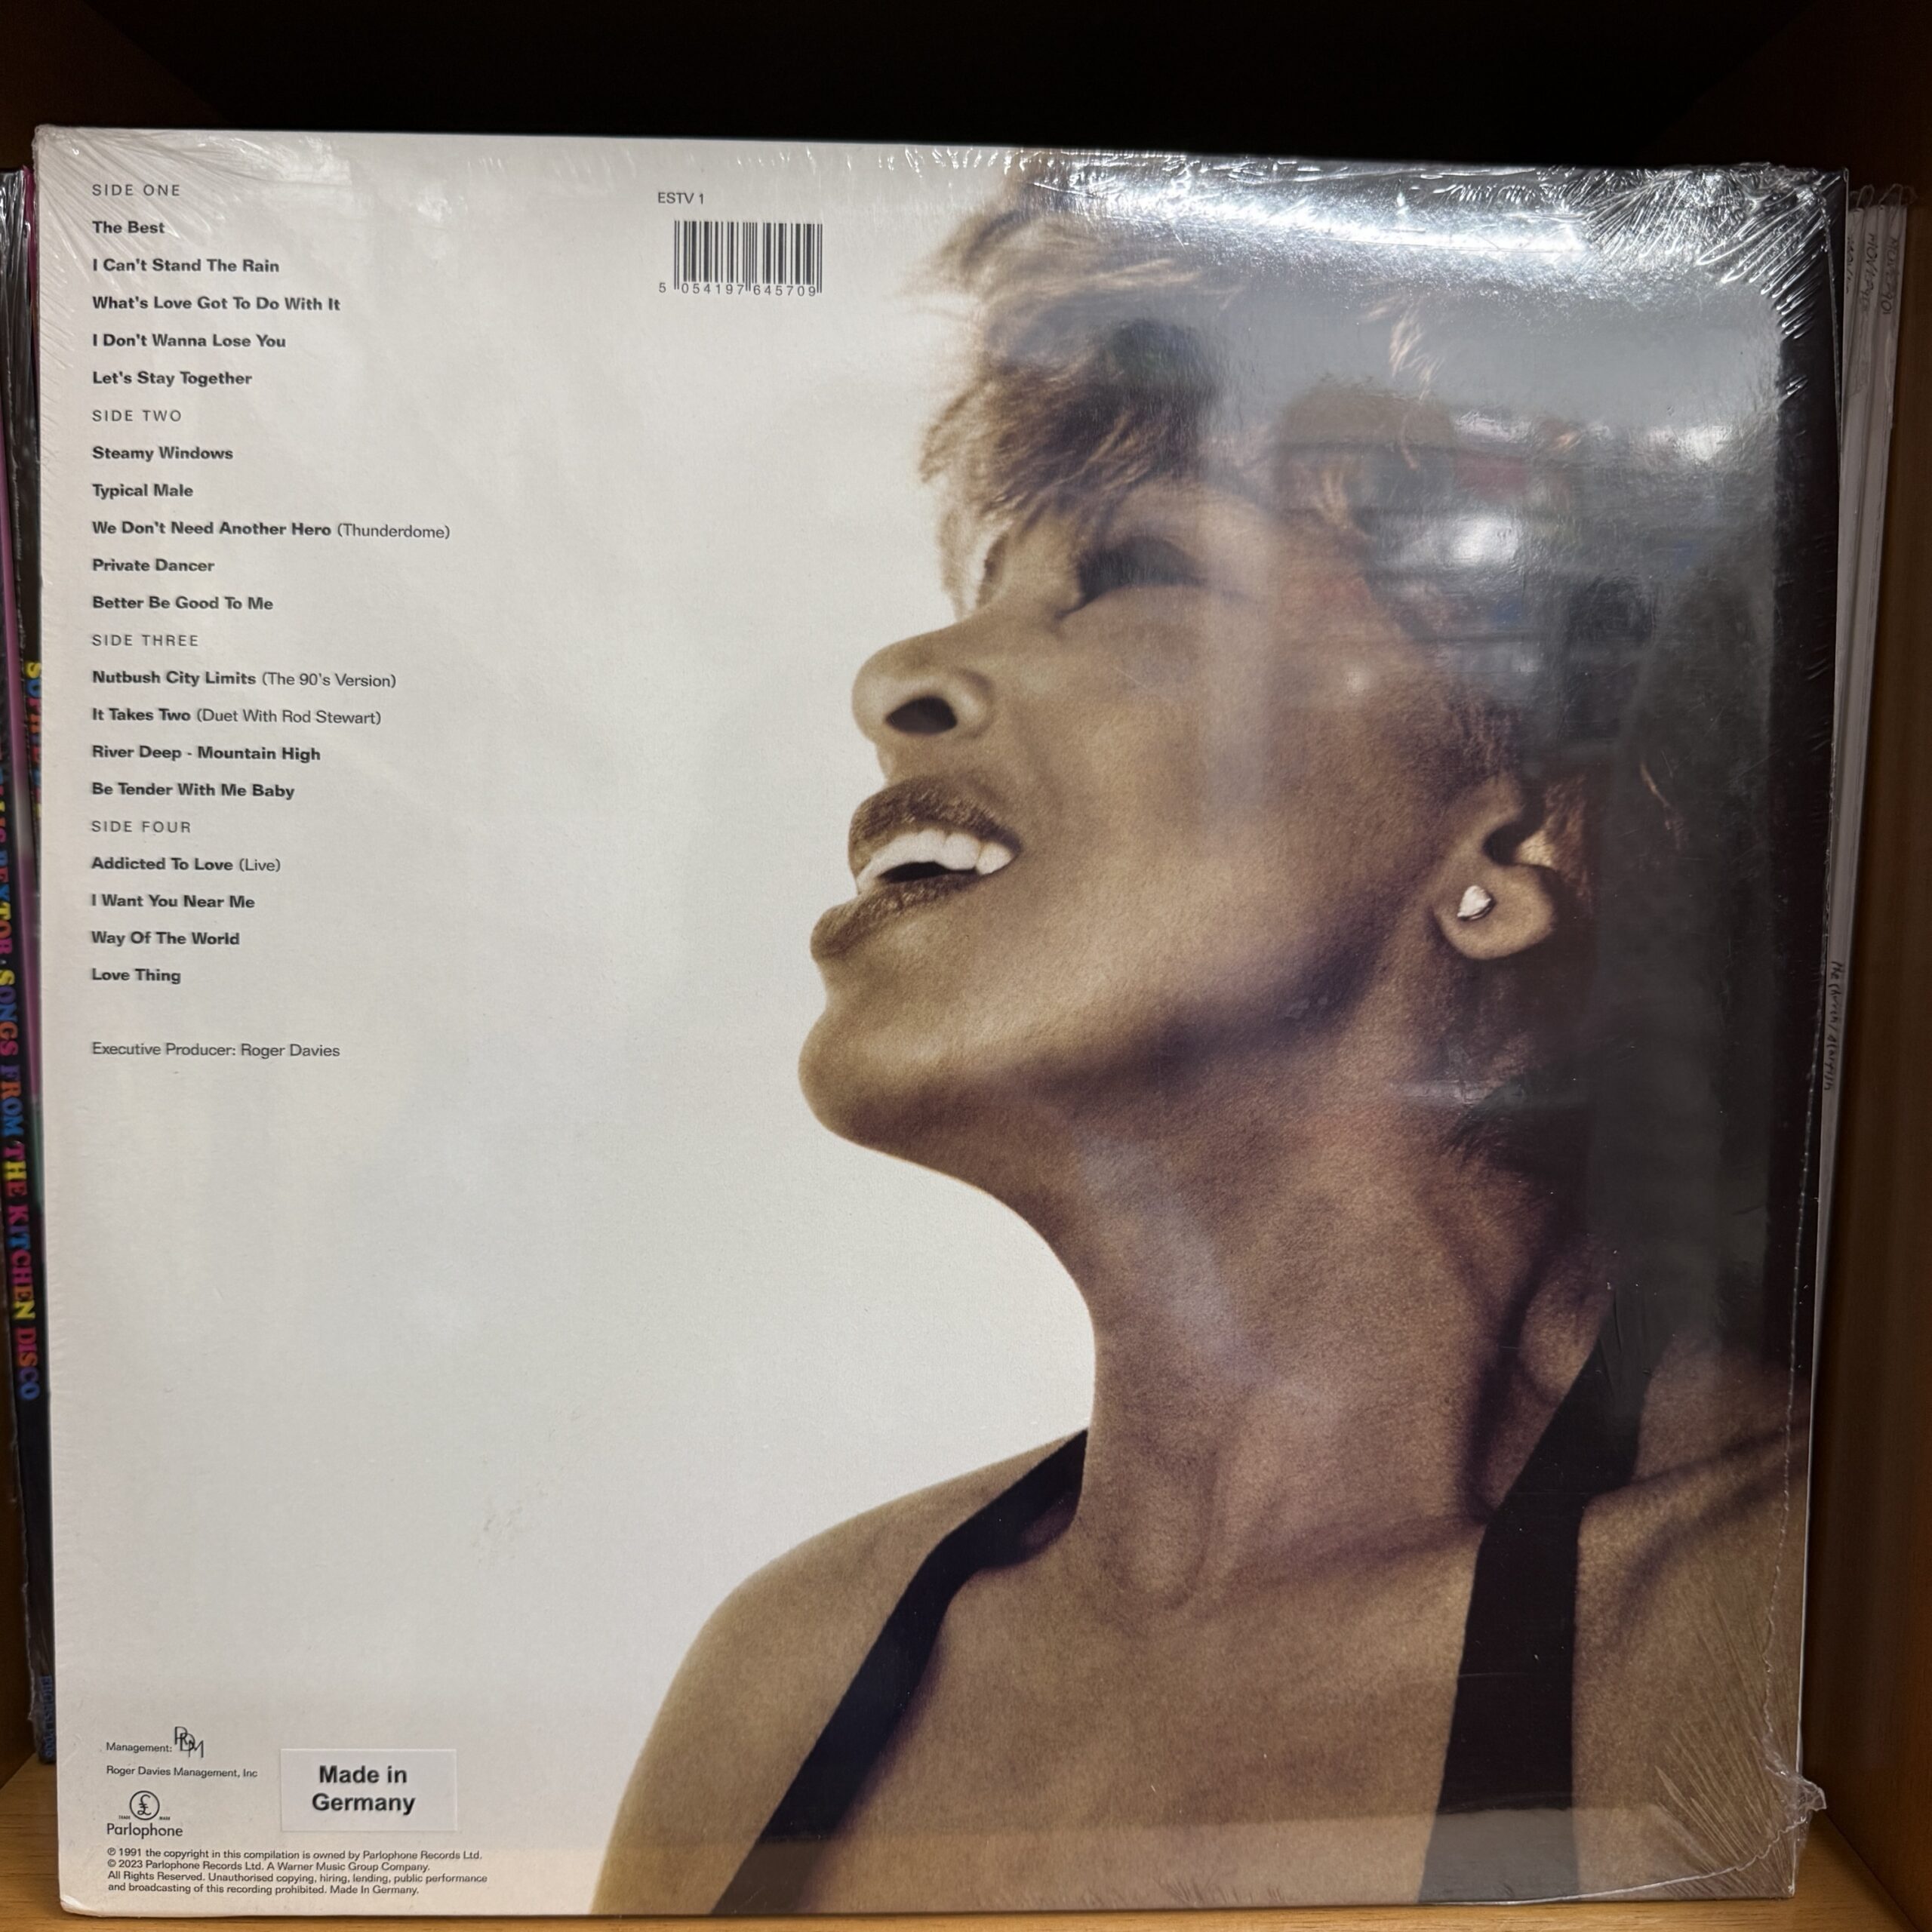 SIDE ONE
The Best
I Can't Stand The Rain
What's Love Got To Do With It
I Don't Wanna Lose You
Let's Stay Together
SIDE TWO
Steamy Windows
Typical Male
We Don't Need Another Hero (Thunderdome)
Private Dancer
Better Be Good To Me
SIDE THREE
Nutbush City Limits (The 90's Version)
It Takes Two (Duet With Rod Stewart)
River Deep - Mountain High
Be Tender With Me Baby
SIDE FOUR
Addicted To Love (Live)
I Want You Near Me
Way Of The World
Love Thing
Executive Producer: Roger Davies
ESTV 1
5 054197 645709
Management: RDM
Roger Davies Management, Inc
£
TRADE MARK
Parlophone
Made in
Germany
℗ 1991 the copyright in this compilation is owned by Parlophone Records Ltd.
© 2023 Parlophone Records Ltd. A Warner Music Group Company.
All Rights Reserved. Unauthorised copying, hiring, lending, public performance
and broadcasting of this recording prohibited. Made In Germany.
SONGS FROM THE KITCHEN DISCO